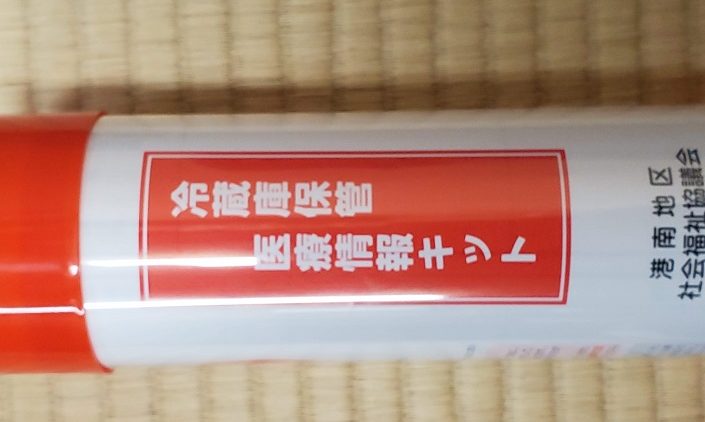 冷蔵庫保管
医療情報キット
港南地区
社会福祉協議会